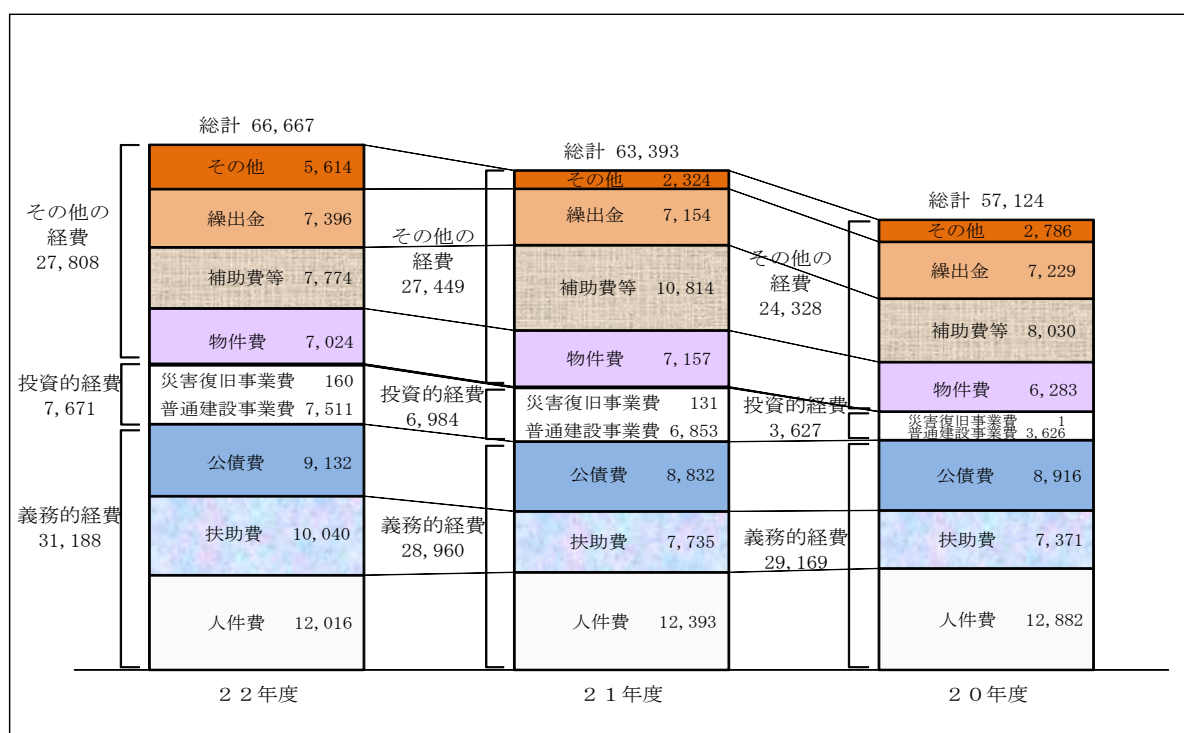 総計 66,667
その他 5,614
繰出金 7,396
補助費等 7,774
物件費 7,024
災害復旧事業費 160
普通建設事業費 7,511
公債費 9,132
扶助費 10,040
人件費 12,016
その他の
経費
27,808
投資的経費
7,671
義務的経費
31,188
22年度
総計 63,393
その他 2,324
繰出金 7,154
補助費等 10,814
物件費 7,157
災害復旧事業費 131
普通建設事業費 6,853
公債費 8,832
扶助費 7,735
人件費 12,393
その他の
経費
27,449
投資的経費
6,984
義務的経費
28,960
21年度
総計 57,124
その他 2,786
繰出金 7,229
補助費等 8,030
物件費 6,283
災害復旧事業費 1
普通建設事業費 3,626
公債費 8,916
扶助費 7,371
人件費 12,882
その他の
経費
24,328
投資的経費
3,627
義務的経費
29,169
20年度